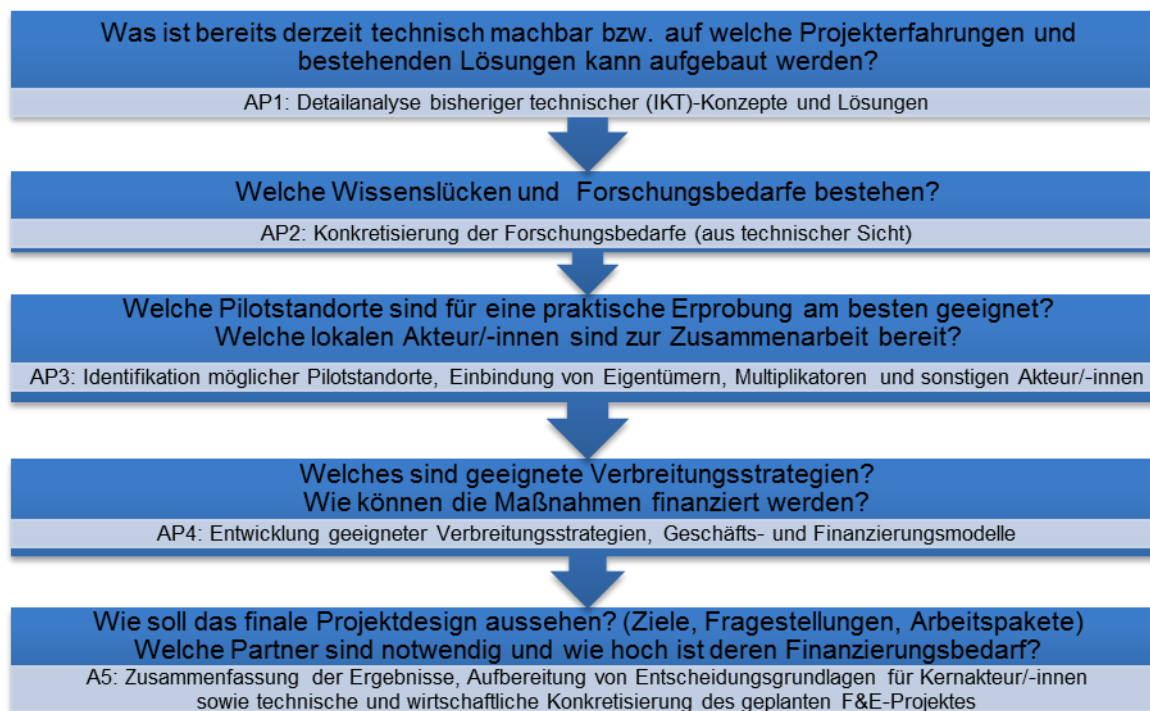 Was ist bereits derzeit technisch machbar bzw. auf welche Projekterfahrungen und
bestehenden Lösungen kann aufgebaut werden?
AP1: Detailanalyse bisheriger technischer (IKT)-Konzepte und Lösungen
Welche Wissenslücken und Forschungsbedarfe bestehen?
AP2: Konkretisierung der Forschungsbedarfe (aus technischer Sicht)
Welche Pilotstandorte sind für eine praktische Erprobung am besten geeignet?
Welche lokalen Akteur/-innen sind zur Zusammenarbeit bereit?
AP3: Identifikation möglicher Pilotstandorte, Einbindung von Eigentümern, Multiplikatoren und sonstigen Akteur/-innen
Welches sind geeignete Verbreitungsstrategien?
Wie können die Maßnahmen finanziert werden?
AP4: Entwicklung geeigneter Verbreitungsstrategien, Geschäfts- und Finanzierungsmodelle
Wie soll das finale Projektdesign aussehen? (Ziele, Fragestellungen, Arbeitspakete)
Welche Partner sind notwendig und wie hoch ist deren Finanzierungsbedarf?
A5: Zusammenfassung der Ergebnisse, Aufbereitung von Entscheidungsgrundlagen für Kernakteur/-innen
sowie technische und wirtschaftliche Konkretisierung des geplanten F&E-Projektes